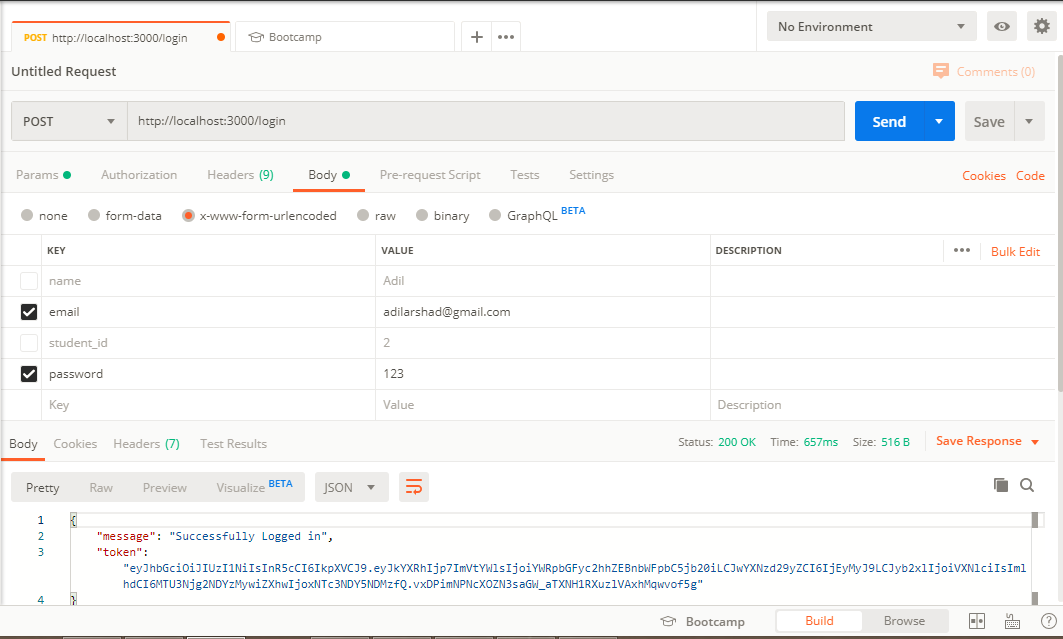 POST http://localhost:3000/login Bootcamp + ••• No Environment
Untitled Request Comments (0)
POST http://localhost:3000/login Send Save
Params Authorization Headers (9) Body Pre-request Script Tests Settings Cookies Code
none form-data x-www-form-urlencoded raw binary GraphQL BETA
KEY VALUE DESCRIPTION ••• Bulk Edit
name Adil
email adilarshad@gmail.com
student_id 2
password 123
Key Value Description
Body Cookies Headers (7) Test Results Status: 200 OK Time: 657ms Size: 516 B Save Response
Pretty Raw Preview Visualize BETA JSON
1 {
2 "message": "Successfully Logged in",
3 "token":
"eyJhbGciOiJIUzI1NiIsInR5cCI6IkpXVCJ9.eyJkYXRhIjp7ImVtYWlsIjoiYWRpbGFyc2hhZEBnbWFpbC5jb20iLCJwYXNzd29yZCI6IjEyMyJ9LCJyb2xlIjoiVXNlciIsIml
hdCI6MTU3Njg2NDYzMywiZXhwIjoxNTc3NDY5NDMzfQ.vxDPimNPNcXOZN3saGW_aTXNH1RXuzlVAxhMqwvof5g"
4 }
Bootcamp Build Browse